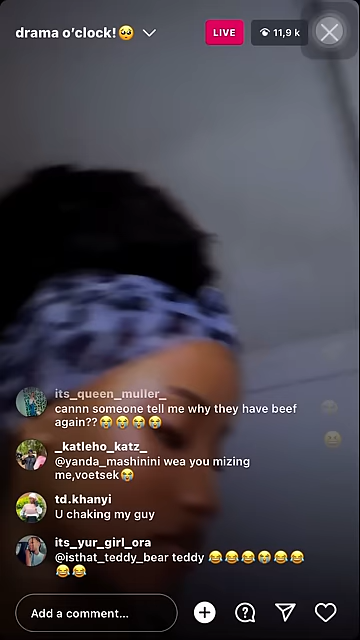 drama o'clock!🥺
LIVE
11,9 k
its_queen_muller_
cannn someone tell me why they have beef
again??😭😭😭😭
_katleho_katz_
@yanda_mashinini wea you mizing
me,voetsek😭
td.khanyi
U chaking my guy
its_yur_girl_ora
@isthat_teddy_bear teddy 😂😂😂😭😂😂
😂😂
Add a comment...